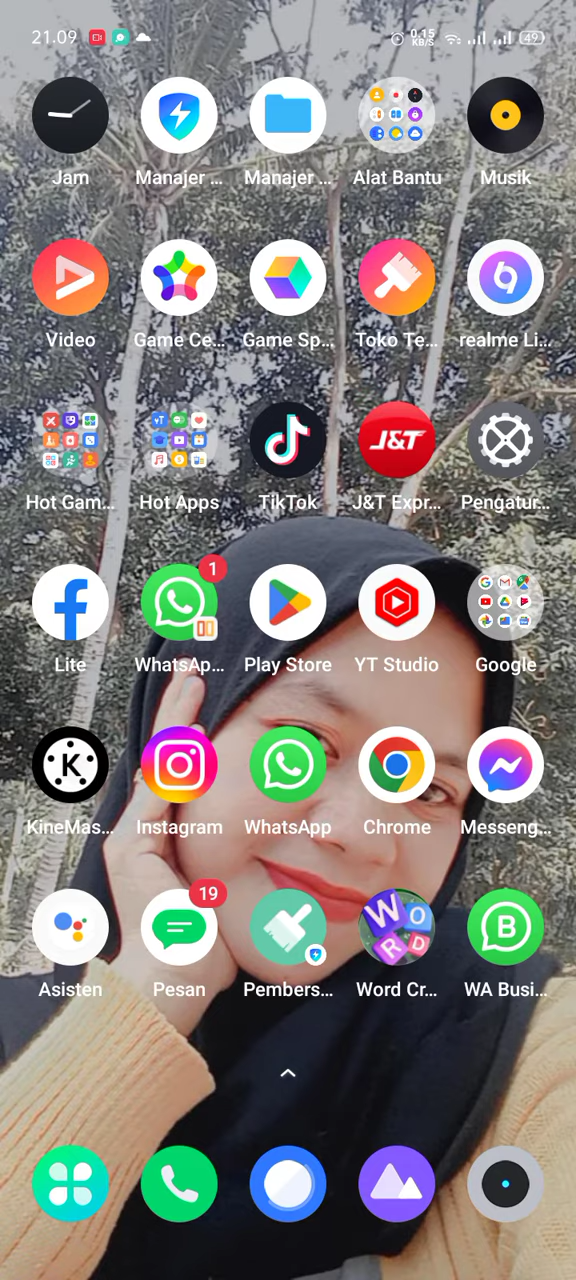 21.09 0.15 KB/S 49
Jam Manajer ... Manajer ... Alat Bantu Musik
Video Game Ce... Game Sp... Toko Te... realme Li...
J&T
Hot Gam... Hot Apps TikTok J&T Expr... Pengatur...
1
Lite WhatsAp... Play Store YT Studio Google
K
KineMas... Instagram WhatsApp Chrome Messeng...
19
W O R D B
Asisten Pesan Pembers... Word Cr... WA Busi...